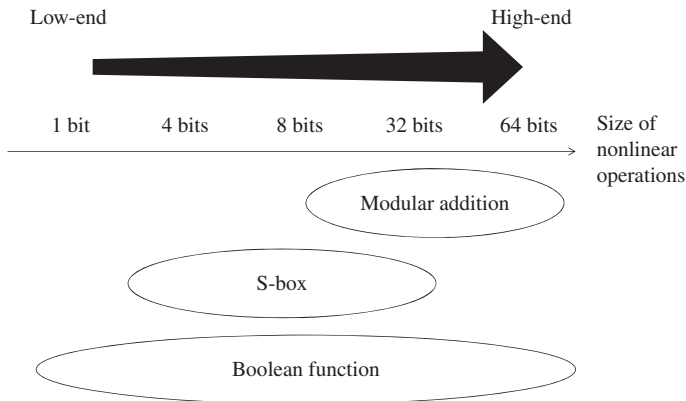 Low-end High-end
1 bit 4 bits 8 bits 32 bits 64 bits
Size of
nonlinear
operations
Modular addition
S-box
Boolean function